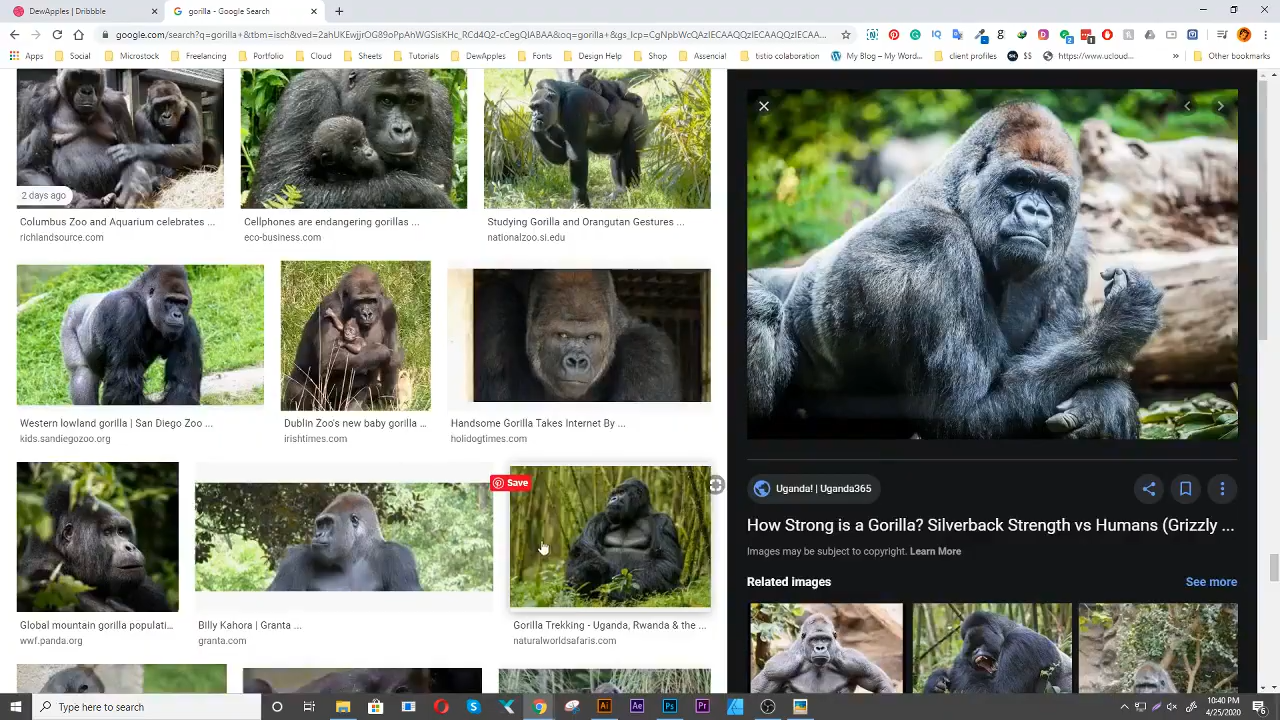 DewApples | Dribbble
gorilla - Google Search
google.com/search?q=gorilla+&tbm=isch&ved=2ahUKEwjjrOG89oPpAhWGSisKHc_RCd4Q2-cCegQIABAA&oq=gorilla+&gs_lcp=CgNpbWcQAzIECAAQQzIECAAQQzIECAAQQzIECAAQQzIECAAQQzIECAAQQzIECAAQQzIECAAQQzIECAM...
Apps Social Microstock Freelancing Portfolio Cloud Sheets Tutorials DewApples Fonts Design Help Shop Assencial tistio collaboration My Blog – My Word... client profiles $$ https://www.ucloud... » Other bookmarks
2 days ago
Columbus Zoo and Aquarium celebrates ...
richlandsource.com
Cellphones are endangering gorillas ...
eco-business.com
Studying Gorilla and Orangutan Gestures ...
nationalzoo.si.edu
Western lowland gorilla | San Diego Zoo ...
kids.sandiegozoo.org
Dublin Zoo's new baby gorilla ...
irishtimes.com
Handsome Gorilla Takes Internet By ...
holidogtimes.com
Save
Global mountain gorilla populati...
wwf.panda.org
Billy Kahora | Granta ...
granta.com
Gorilla Trekking - Uganda, Rwanda & the ...
naturalworldsafaris.com
Uganda! | Uganda365
How Strong is a Gorilla? Silverback Strength vs Humans (Grizzly ...
Images may be subject to copyright. Learn More
Related images
See more
Type here to search
10:40 PM
4/25/2020